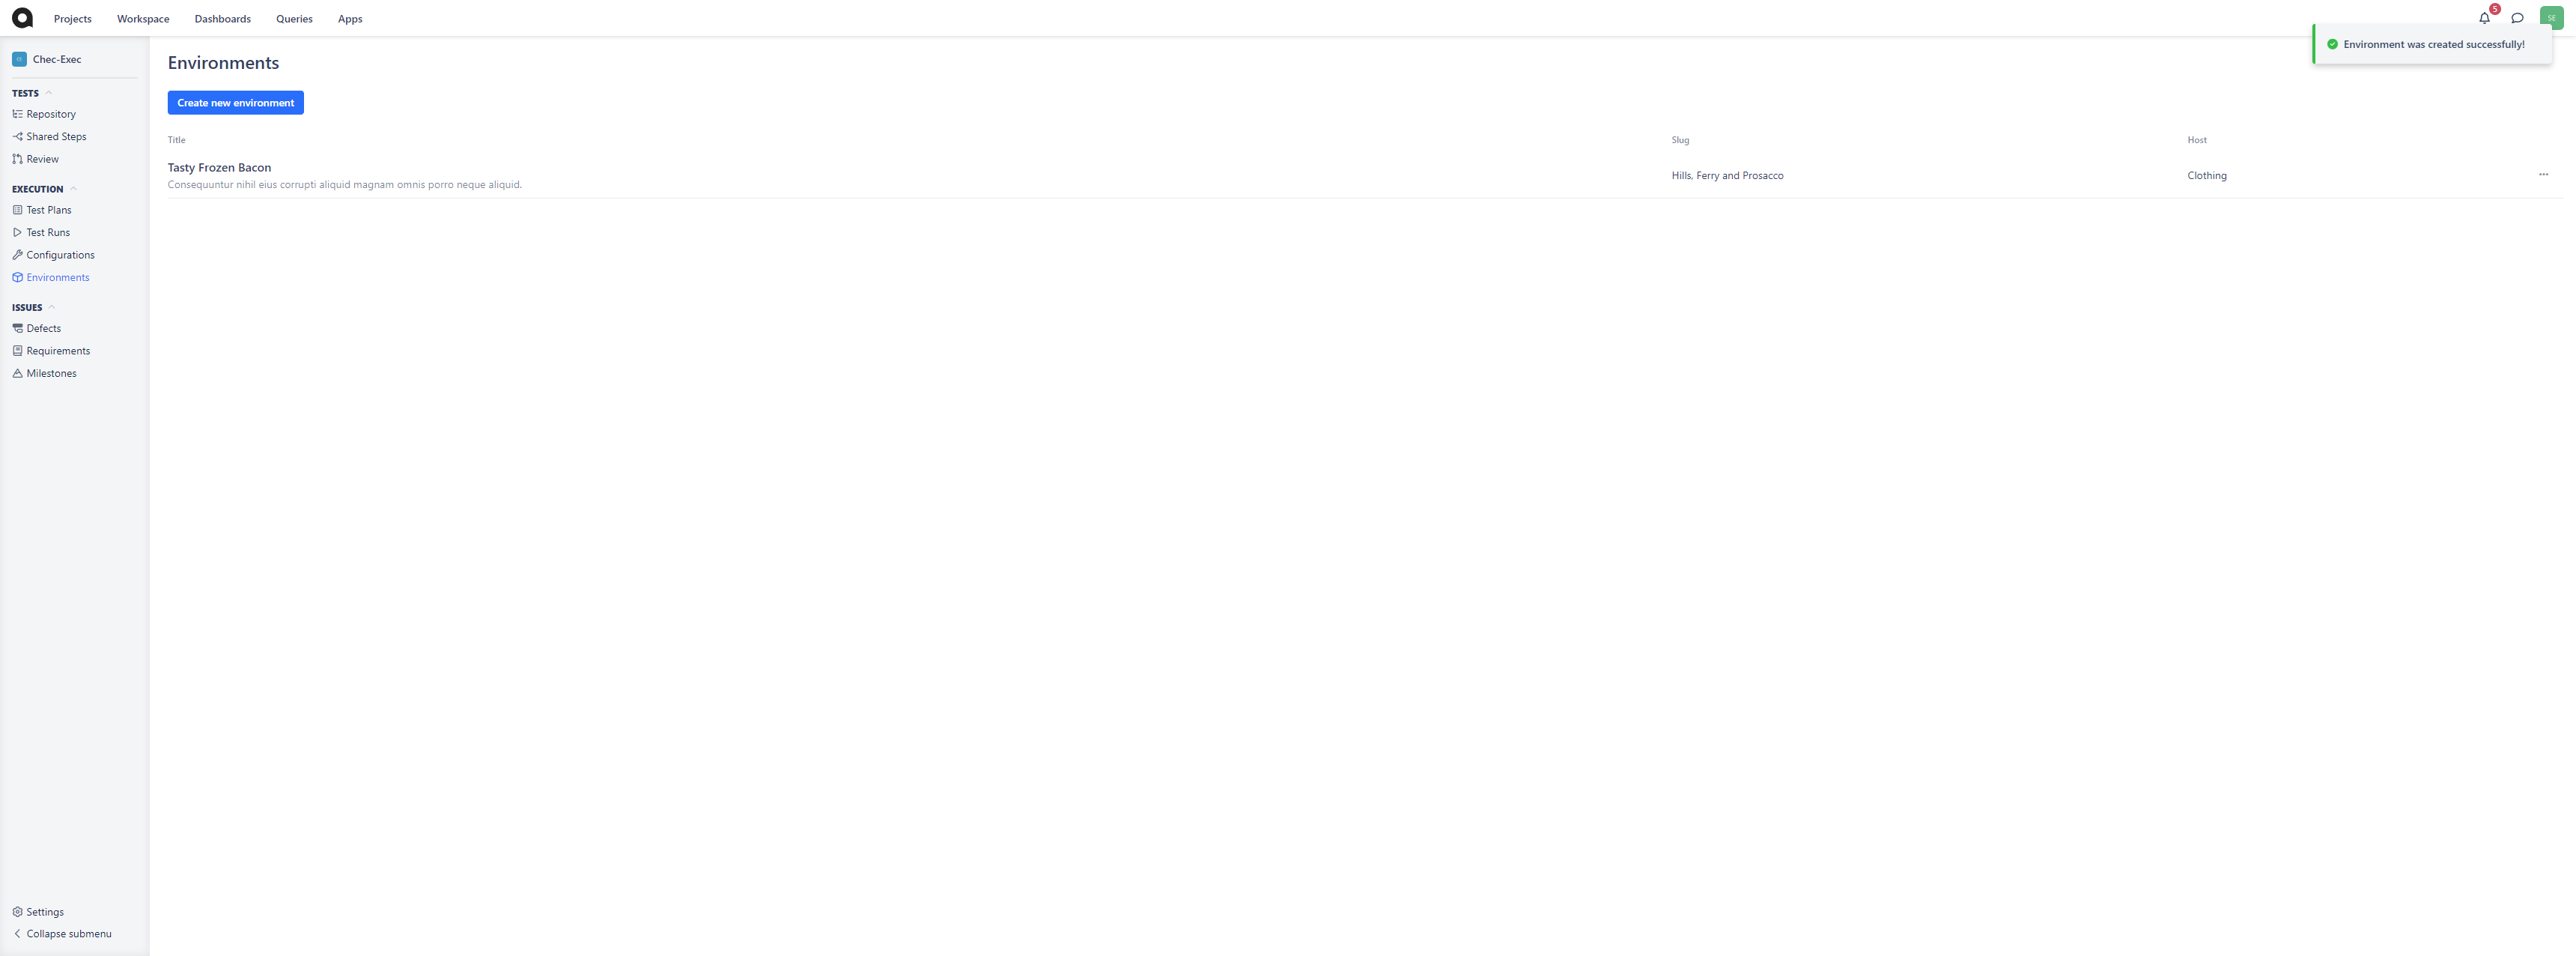 Projects Workspace Dashboards Queries Apps 5 SE
Environment was created successfully!
Chec-Exec
TESTS
Repository
Shared Steps
Review
EXECUTION
Test Plans
Test Runs
Configurations
Environments
ISSUES
Defects
Requirements
Milestones
Settings
Collapse submenu
Environments
Create new environment
Title Slug Host
Tasty Frozen Bacon
Consequuntur nihil eius corrupti aliquid magnam omnis porro neque aliquid.
Hills, Ferry and Prosacco Clothing